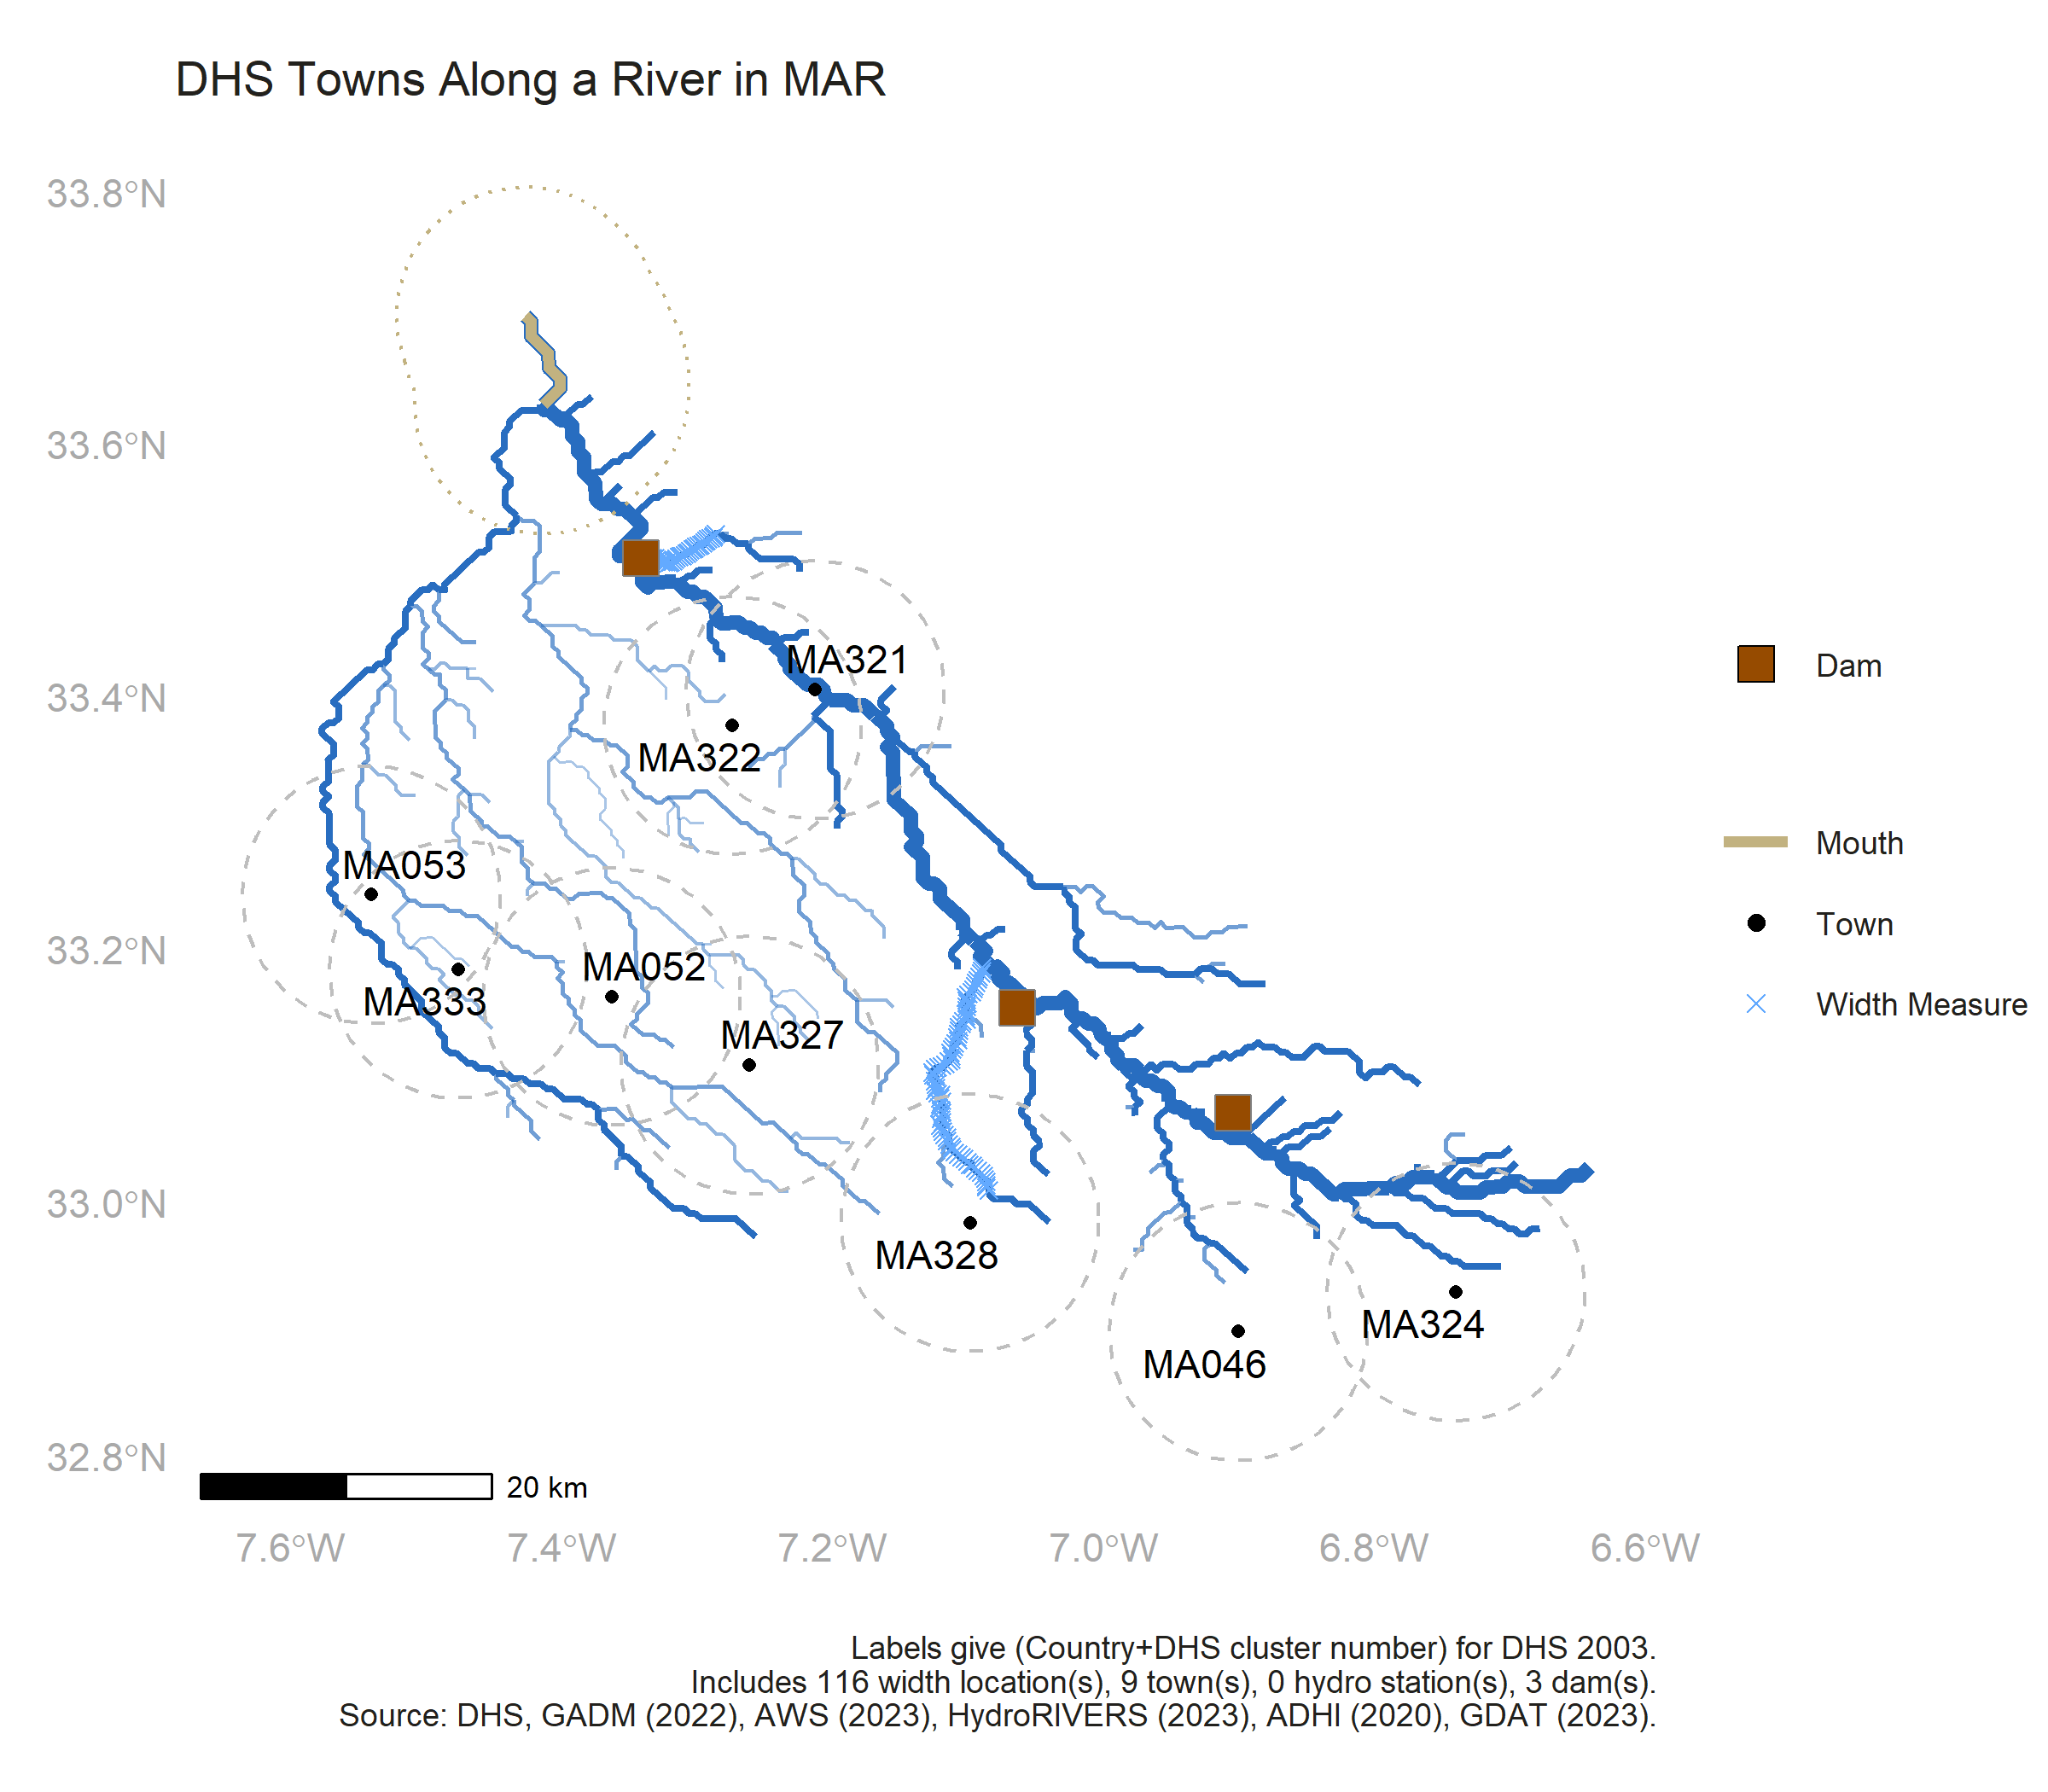 DHS Towns Along a River in MAR
33.8°N
33.6°N
33.4°N
33.2°N
33.0°N
32.8°N
MA321
MA322
MA053
MA052
MA333
MA327
MA328
MA324
MA046
Dam
Mouth
Town
Width Measure
20 km
7.6°W
7.4°W
7.2°W
7.0°W
6.8°W
6.6°W
Labels give (Country+DHS cluster number) for DHS 2003.
Includes 116 width location(s), 9 town(s), 0 hydro station(s), 3 dam(s).
Source: DHS, GADM (2022), AWS (2023), HydroRIVERS (2023), ADHI (2020), GDAT (2023).